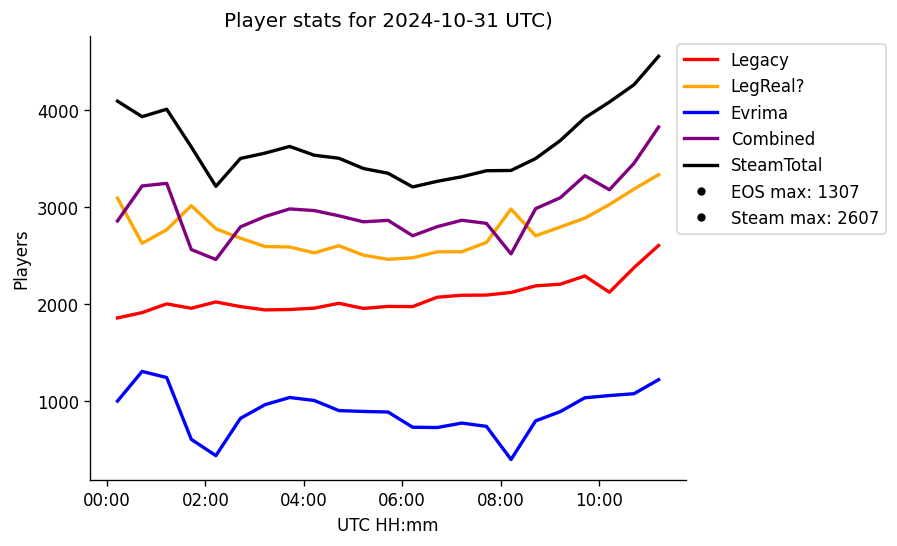 Player stats for 2024-10-31 UTC)
Legacy
LegReal?
Evrima
Combined
SteamTotal
EOS max: 1307
Steam max: 2607
4000
3000
2000
1000
Players
00:00 02:00 04:00 06:00 08:00 10:00
UTC HH:mm